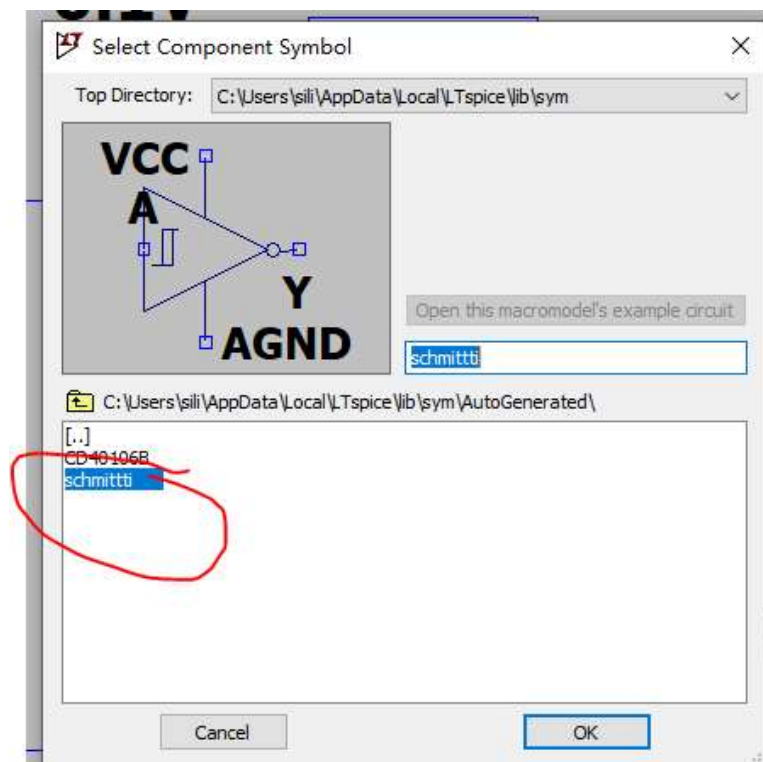 Select Component Symbol
Top Directory: C:\Users\sili\AppData\Local\LTspice\lib\sym
VCC
A
Y
AGND
Open this macromodel's example circuit
schmittti
C:\Users\sili\AppData\Local\LTspice\lib\sym\AutoGenerated\
[..]
CD40106B
schmittti
Cancel
OK